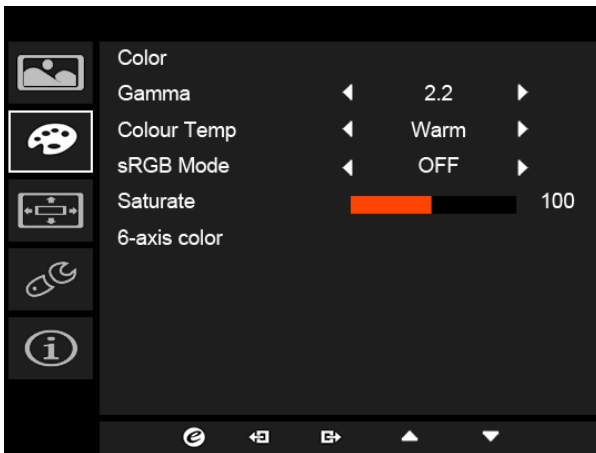 Color
Gamma 2.2
Colour Temp Warm
sRGB Mode OFF
Saturate 100
6-axis color